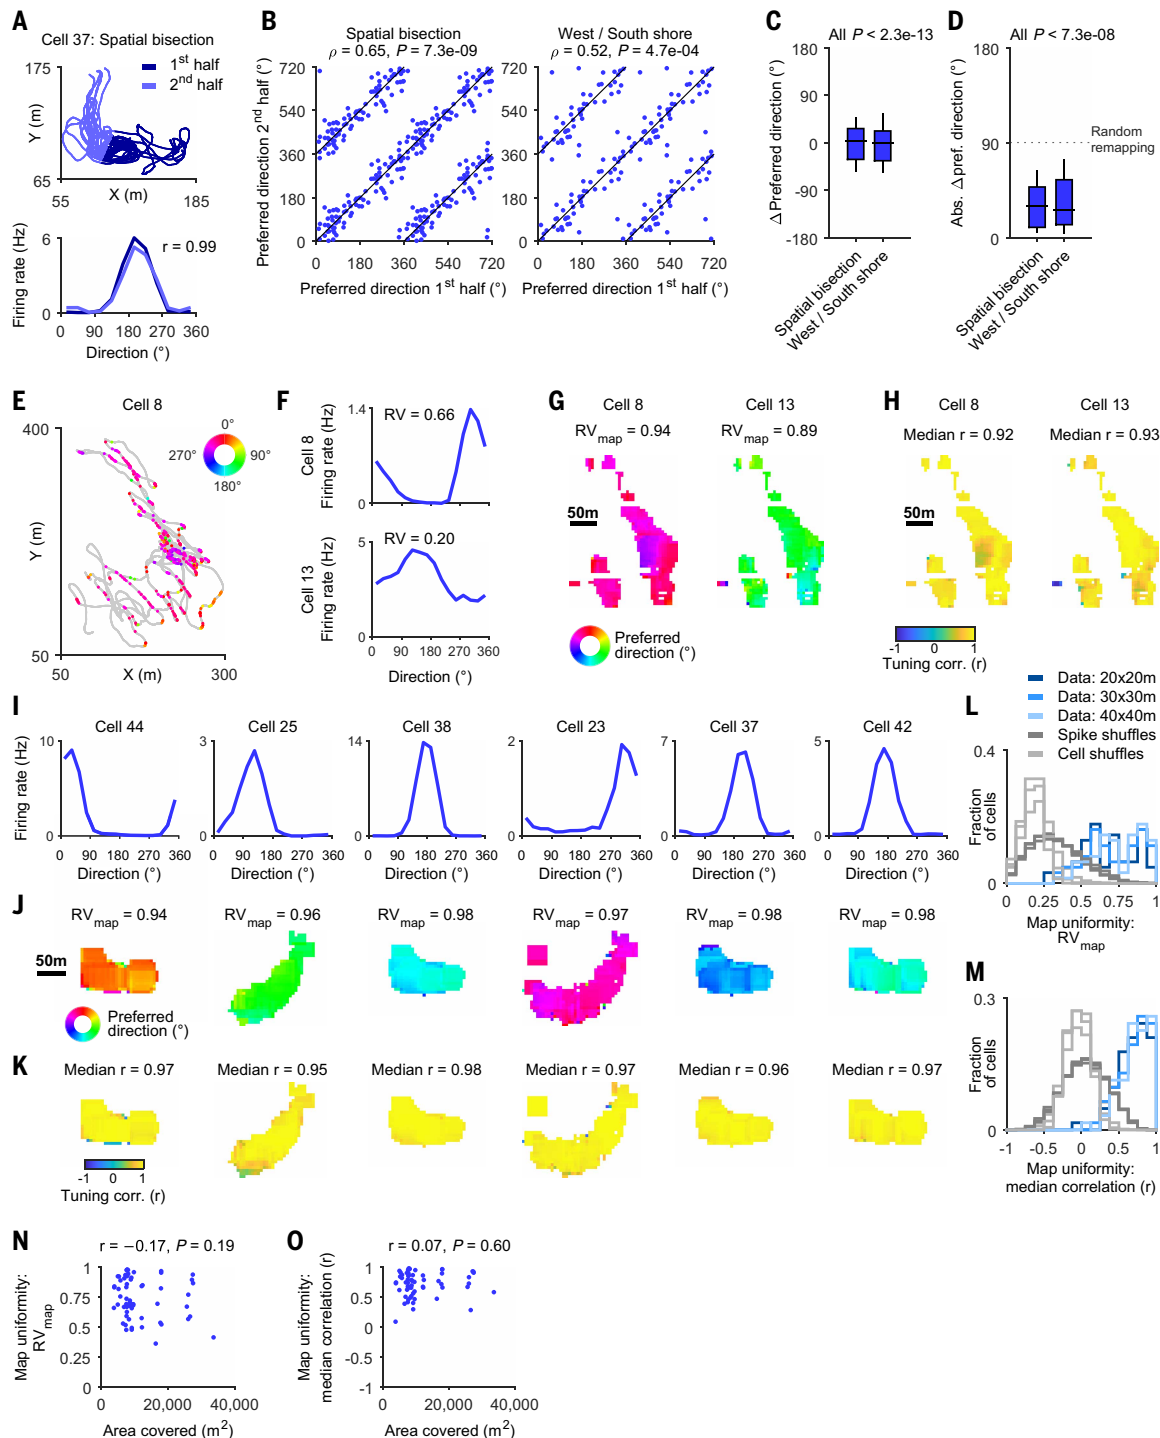 A
Cell 37: Spatial bisection
175
1st half
2nd half
Y (m)
65
55
X (m)
185
6
r = 0.99
Firing rate (Hz)
0
0 90 180 270 360
Direction (°)
B
Spatial bisection
ρ = 0.65, P = 7.3e-09
West / South shore
ρ = 0.52, P = 4.7e-04
Preferred direction 2nd half (°)
720
540
360
180
0
0 180 360 540 720
Preferred direction 1st half (°)
720
540
360
180
0
0 180 360 540 720
Preferred direction 1st half (°)
C
All P < 2.3e-13
Δ Preferred direction (°)
180
90
0
-90
-180
Spatial bisection
West / South shore
D
All P < 7.3e-08
Abs. Δ pref. direction (°)
180
90
0
Random
remapping
Spatial bisection
West / South shore
E
Cell 8
400
0°
270° 90°
180°
Y (m)
50
50
X (m)
300
F
Cell 8
Firing rate (Hz)
1.4
RV = 0.66
0
Cell 13
Firing rate (Hz)
5
RV = 0.20
0
0 90 180 270 360
Direction (°)
G
Cell 8
RVmap = 0.94
Cell 13
RVmap = 0.89
50m
Preferred
direction (°)
H
Cell 8
Median r = 0.92
Cell 13
Median r = 0.93
50m
-1 0 1
Tuning corr. (r)
I
Firing rate (Hz)
Cell 44
10
0
0 90 180 270 360
Direction (°)
Cell 25
3
0
0 90 180 270 360
Direction (°)
Cell 38
14
0
0 90 180 270 360
Direction (°)
Cell 23
2
0
0 90 180 270 360
Direction (°)
Cell 37
7
0
0 90 180 270 360
Direction (°)
Cell 42
5
0
0 90 180 270 360
Direction (°)
J
RVmap = 0.94
RVmap = 0.96
RVmap = 0.98
RVmap = 0.97
RVmap = 0.98
RVmap = 0.98
50m
Preferred
direction (°)
K
Median r = 0.97
Median r = 0.95
Median r = 0.98
Median r = 0.97
Median r = 0.96
Median r = 0.97
-1 0 1
Tuning corr. (r)
L
Data: 20x20m
Data: 30x30m
Data: 40x40m
Spike shuffles
Cell shuffles
0.4
Fraction
of cells
0
0 0.25 0.5 0.75 1
Map uniformity:
RVmap
M
0.3
Fraction
of cells
0
-1 -0.5 0 0.5 1
Map uniformity:
median correlation (r)
N
r = −0.17, P = 0.19
Map uniformity:
RVmap
1
0.75
0.5
0.25
0
0 20,000 40,000
Area covered (m2)
O
r = 0.07, P = 0.60
Map uniformity:
median correlation (r)
1
0.5
0
-0.5
-1
0 20,000 40,000
Area covered (m2)